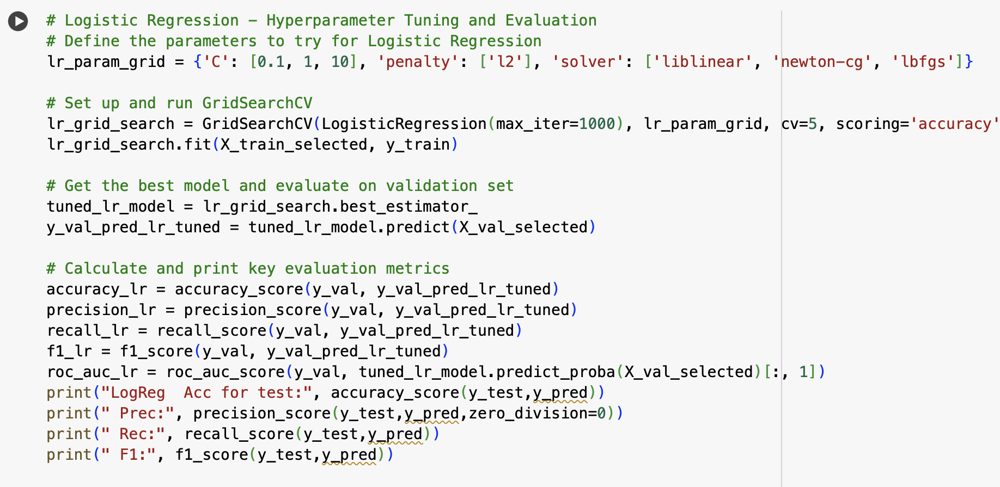 # Logistic Regression – Hyperparameter Tuning and Evaluation
# Define the parameters to try for Logistic Regression
lr_param_grid = {'C': [0.1, 1, 10], 'penalty': ['l2'], 'solver': ['liblinear', 'newton-cg', 'lbfgs']}
# Set up and run GridSearchCV
lr_grid_search = GridSearchCV(LogisticRegression(max_iter=1000), lr_param_grid, cv=5, scoring='accuracy'
lr_grid_search.fit(X_train_selected, y_train)
# Get the best model and evaluate on validation set
tuned_lr_model = lr_grid_search.best_estimator_
y_val_pred_lr_tuned = tuned_lr_model.predict(X_val_selected)
# Calculate and print key evaluation metrics
accuracy_lr = accuracy_score(y_val, y_val_pred_lr_tuned)
precision_lr = precision_score(y_val, y_val_pred_lr_tuned)
recall_lr = recall_score(y_val, y_val_pred_lr_tuned)
f1_lr = f1_score(y_val, y_val_pred_lr_tuned)
roc_auc_lr = roc_auc_score(y_val, tuned_lr_model.predict_proba(X_val_selected)[:, 1])
print("LogReg  Acc for test:", accuracy_score(y_test,y_pred))
print(" Prec:", precision_score(y_test,y_pred,zero_division=0))
print(" Rec:", recall_score(y_test,y_pred))
print(" F1:", f1_score(y_test,y_pred))